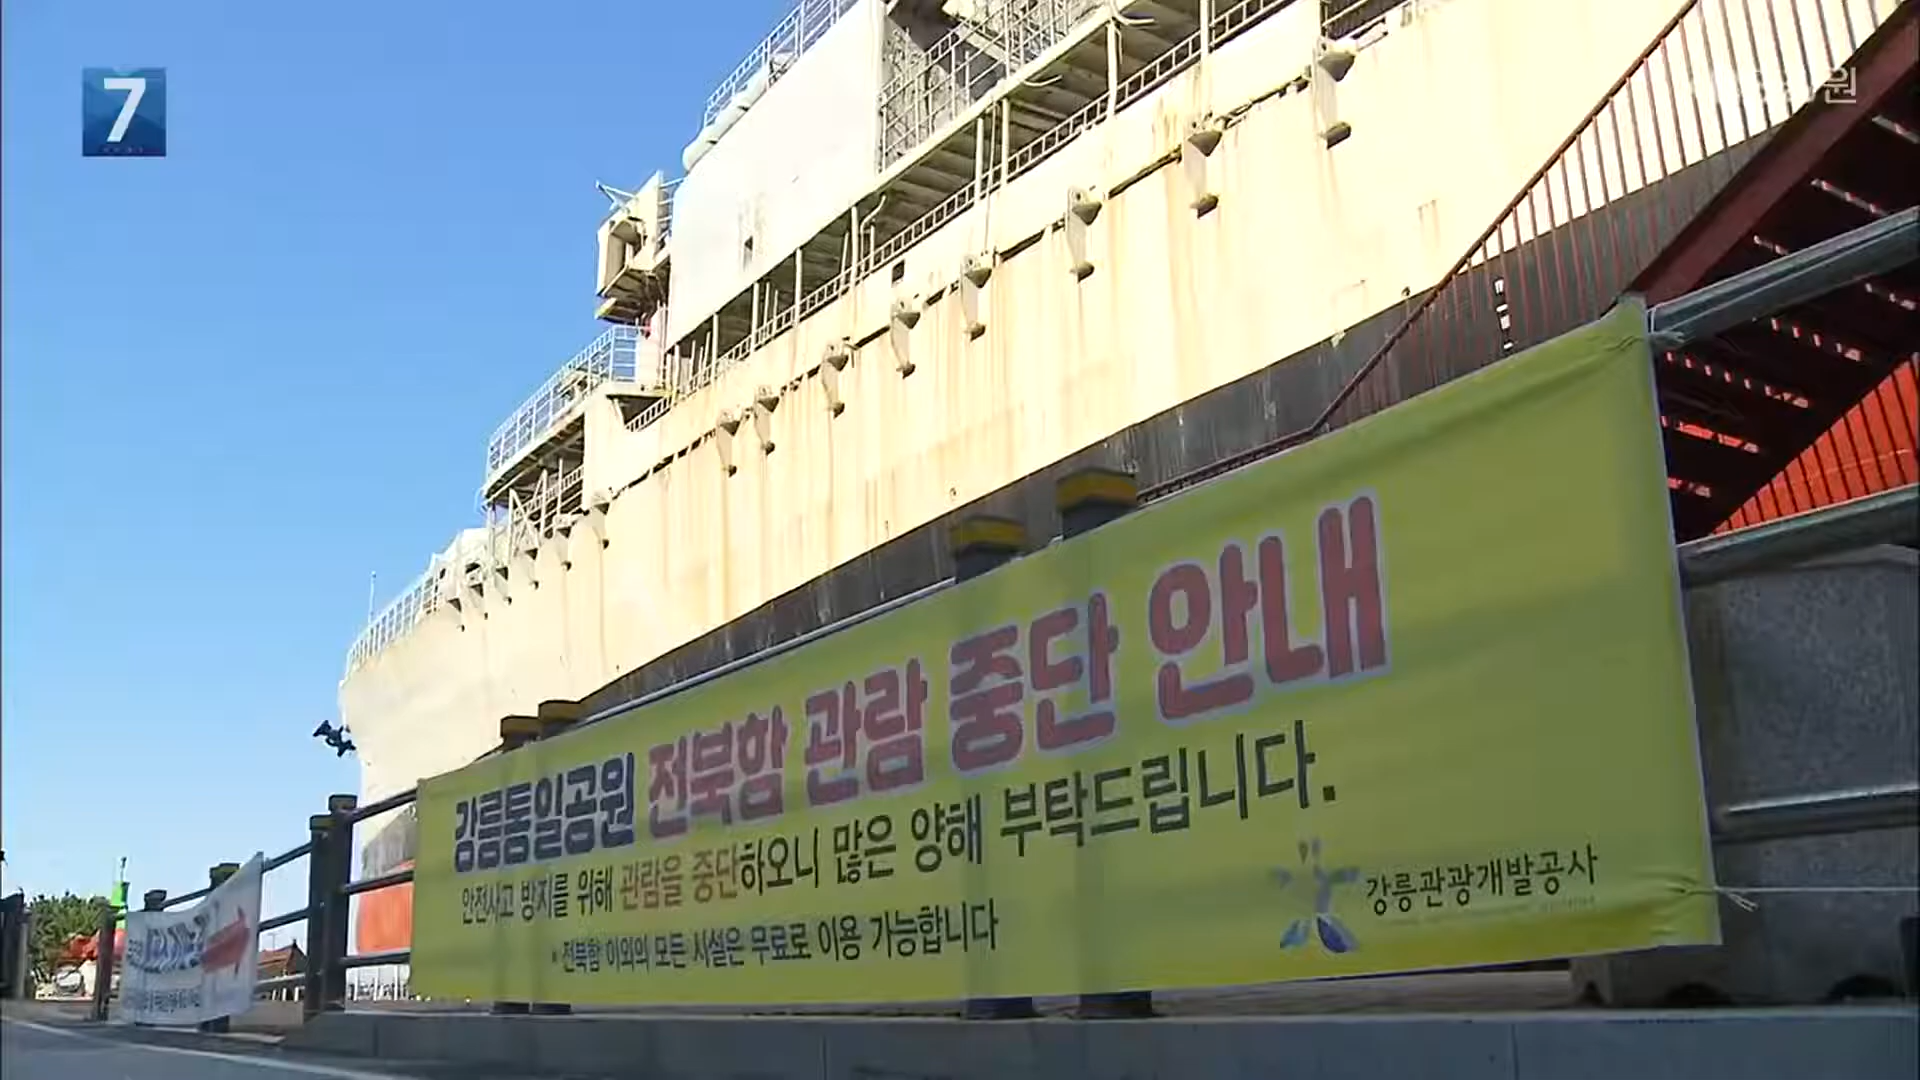 7
원
강릉통일공원 전북함 관람 중단 안내
안전사고 방지를 위해 관람을 중단하오니 많은 양해 부탁드립니다.
* 전북함 이외의 모든 시설은 무료로 이용 가능합니다
강릉관광개발공사